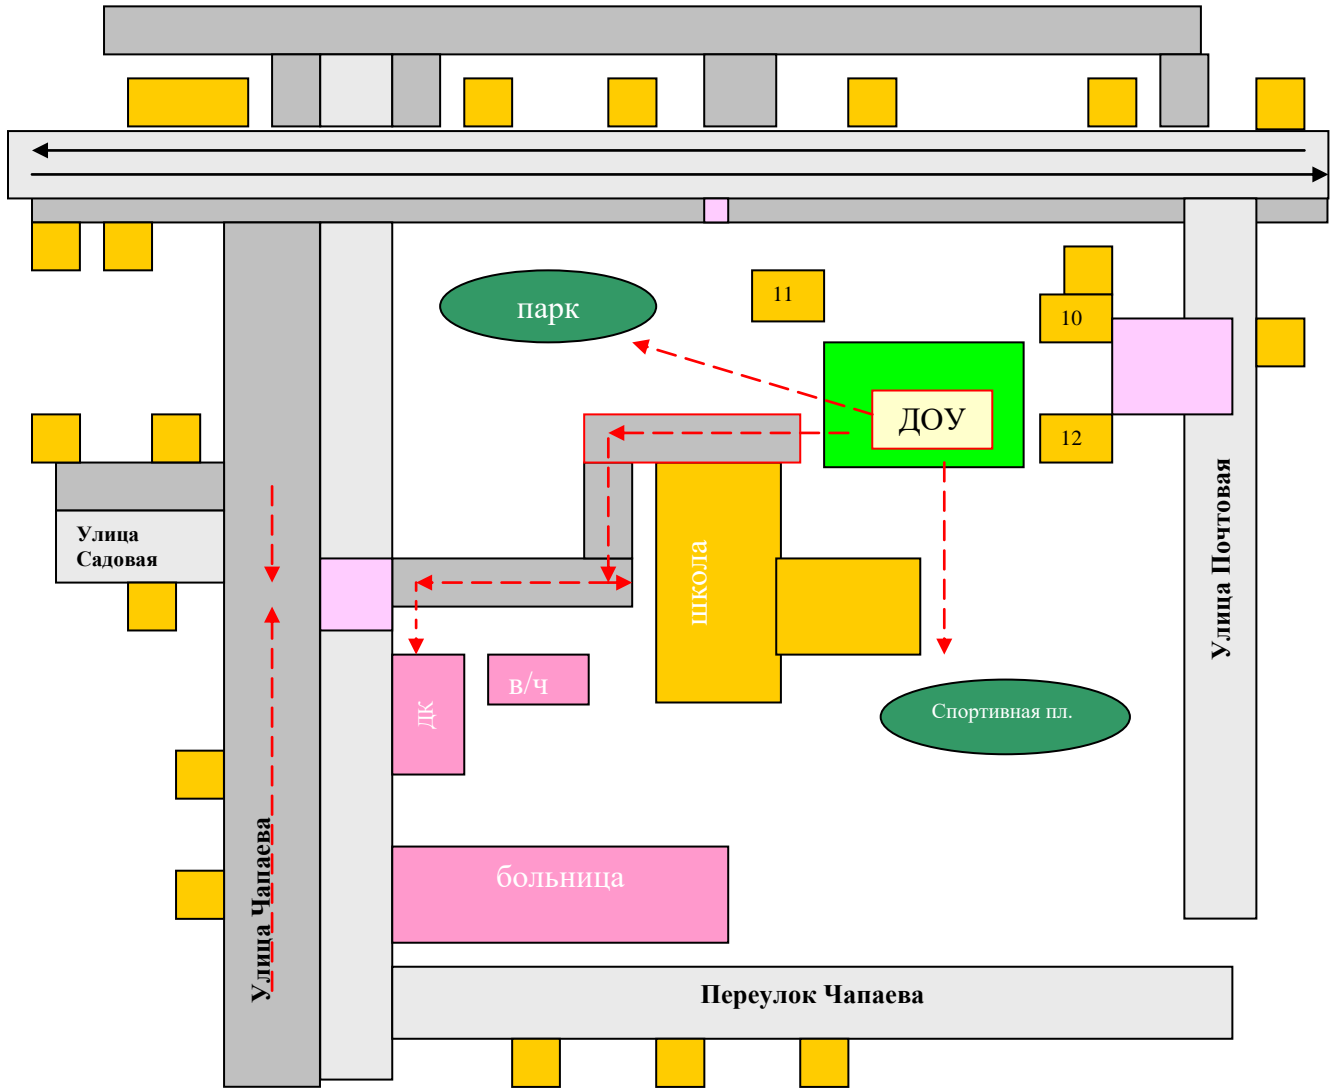 парк
11
10
ДОУ
12
Улица
Садовая
школа
Улица Почтовая
в/ч
ДК
Спортивная пл.
Улица Чапаева
больница
Переулок Чапаева